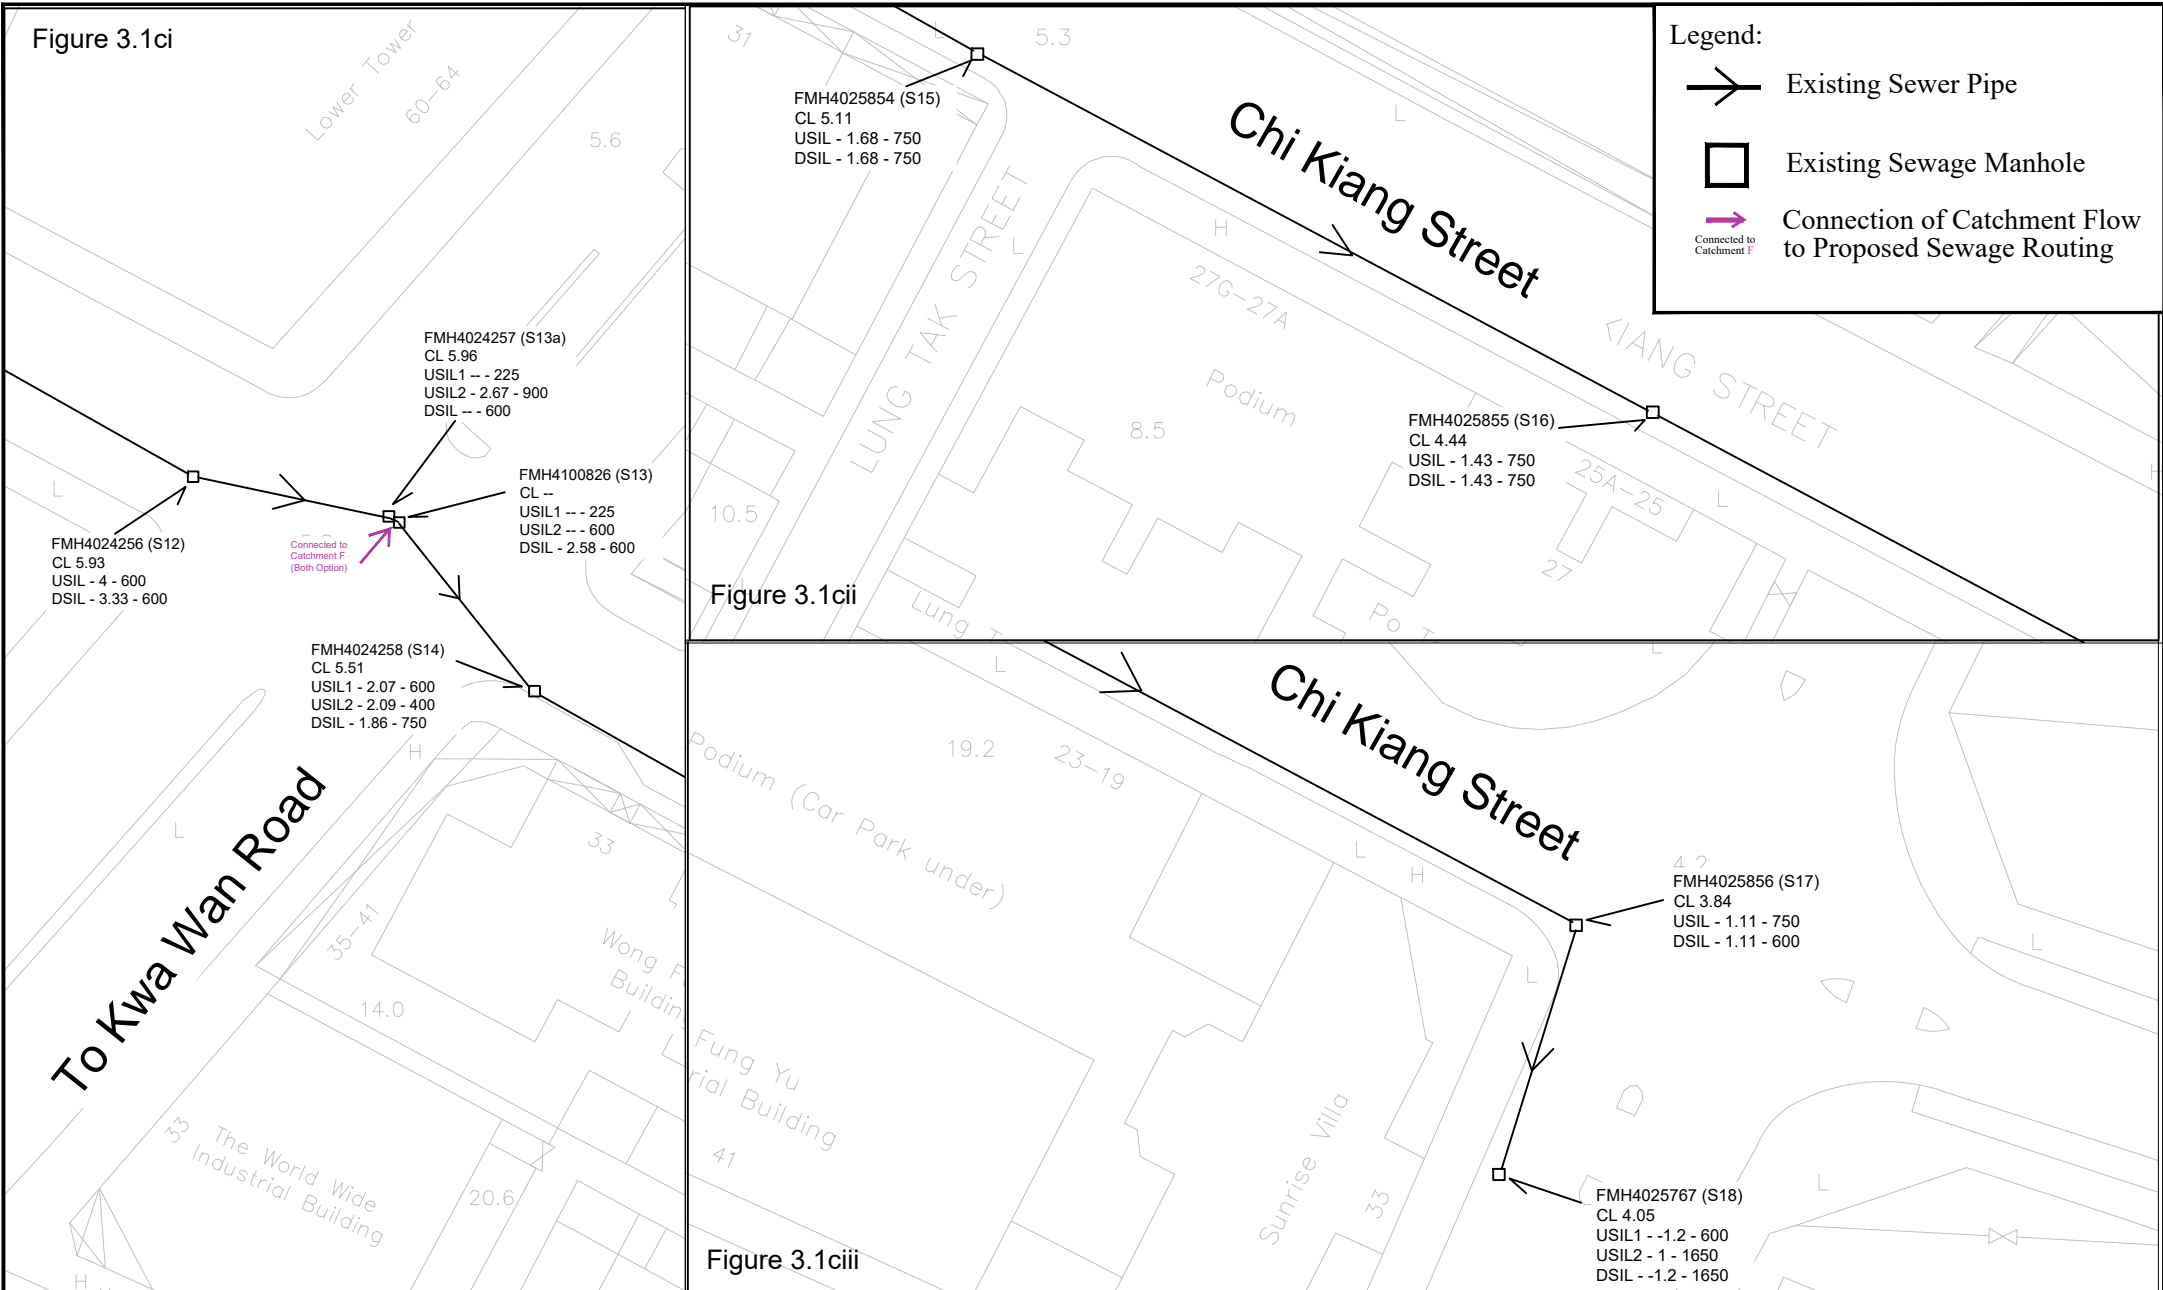 Figure 3.1ci
Lower Tower
60-64
5.6
FMH4024257 (S13a)
CL 5.96
USIL1 -- - 225
USIL2 - 2.67 - 900
DSIL -- - 600
FMH4100826 (S13)
CL --
USIL1 -- - 225
USIL2 -- - 600
DSIL - 2.58 - 600
L
FMH4024256 (S12)
CL 5.93
USIL - 4 - 600
DSIL - 3.33 - 600
Connected to
Catchment F
(Both Option)
FMH4024258 (S14)
CL 5.51
USIL1 - 2.07 - 600
USIL2 - 2.09 - 400
DSIL - 1.86 - 750
H
L
To Kwa Wan Road
33
35-41
14.0
Wong F
Building
33
The World Wide
Industrial Building
20.6
H
31
L
5.3
FMH4025854 (S15)
CL 5.11
USIL - 1.68 - 750
DSIL - 1.68 - 750
Chi Kiang Street
L
LUNG TAK STREET
L
H
27G-27A
Podium
8.5
KIANG STREET
FMH4025855 (S16)
CL 4.44
USIL - 1.43 - 750
DSIL - 1.43 - 750
25A-25
L
H
10.5
27
Figure 3.1cii
Lung T
Po T
Legend:
Existing Sewer Pipe
Existing Sewage Manhole
Connected to
Catchment F
Connection of Catchment Flow
to Proposed Sewage Routing
L
L
Chi Kiang Street
19.2
23-19
Podium (Car Park under)
L
H
4.2
FMH4025856 (S17)
CL 3.84
USIL - 1.11 - 750
DSIL - 1.11 - 600
L
L
Fung Yu
rial Building
41
Sunrise Villa
33
L
FMH4025767 (S18)
CL 4.05
USIL1 - -1.2 - 600
USIL2 - 1 - 1650
DSIL - -1.2 - 1650
Figure 3.1ciii